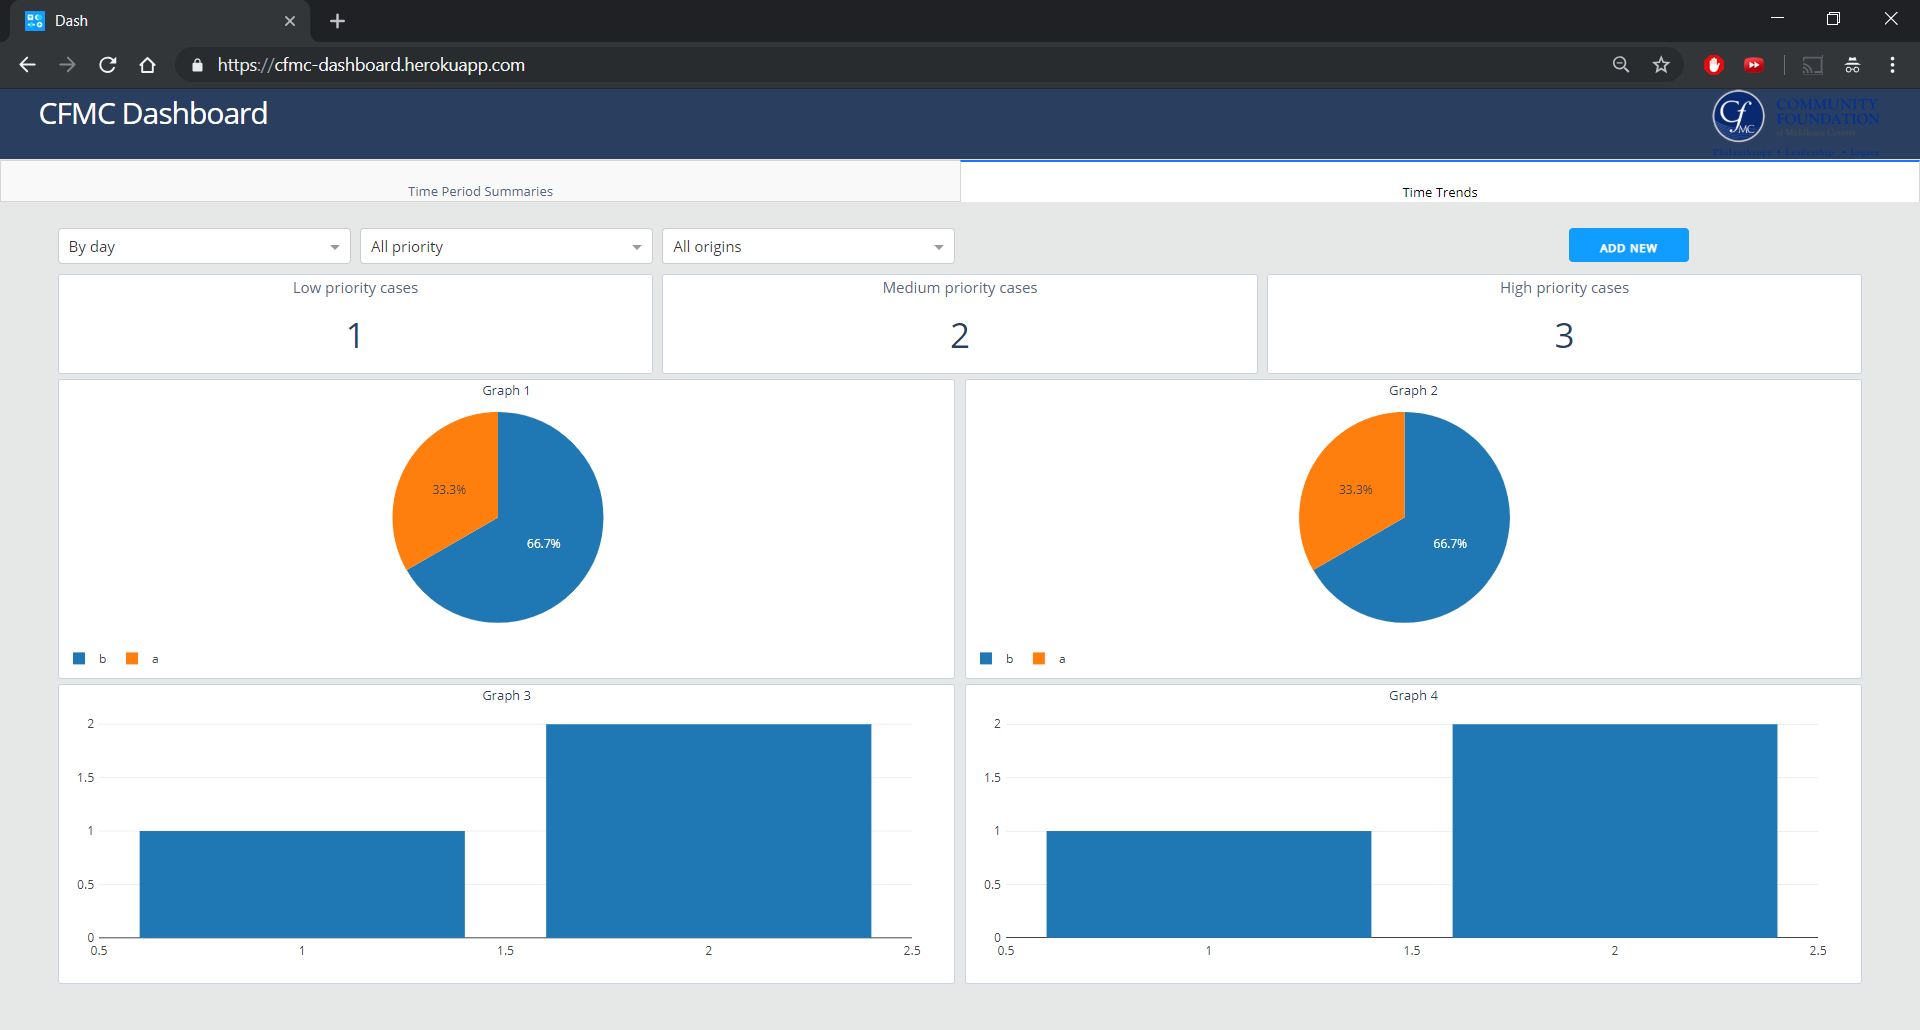 Dash
https://cfmc-dashboard.herokuapp.com
CFMC Dashboard
Cf
MC
COMMUNITY
FOUNDATION
Time Period Summaries
Time Trends
By day
All priority
All origins
ADD NEW
Low priority cases
1
Medium priority cases
2
High priority cases
3
Graph 1
33.3%
66.7%
b
a
Graph 2
33.3%
66.7%
b
a
Graph 3
2
1.5
1
0.5
0
0.5 1 1.5 2 2.5
Graph 4
2
1.5
1
0.5
0
0.5 1 1.5 2 2.5